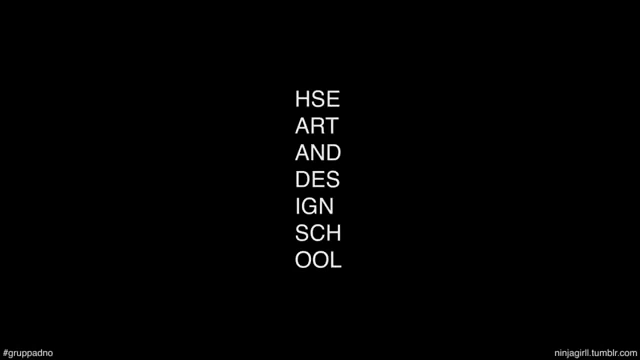 HSE
ART
AND
DES
IGN
SCH
OOL
#gruppadno
ninjagirll.tumblr.com